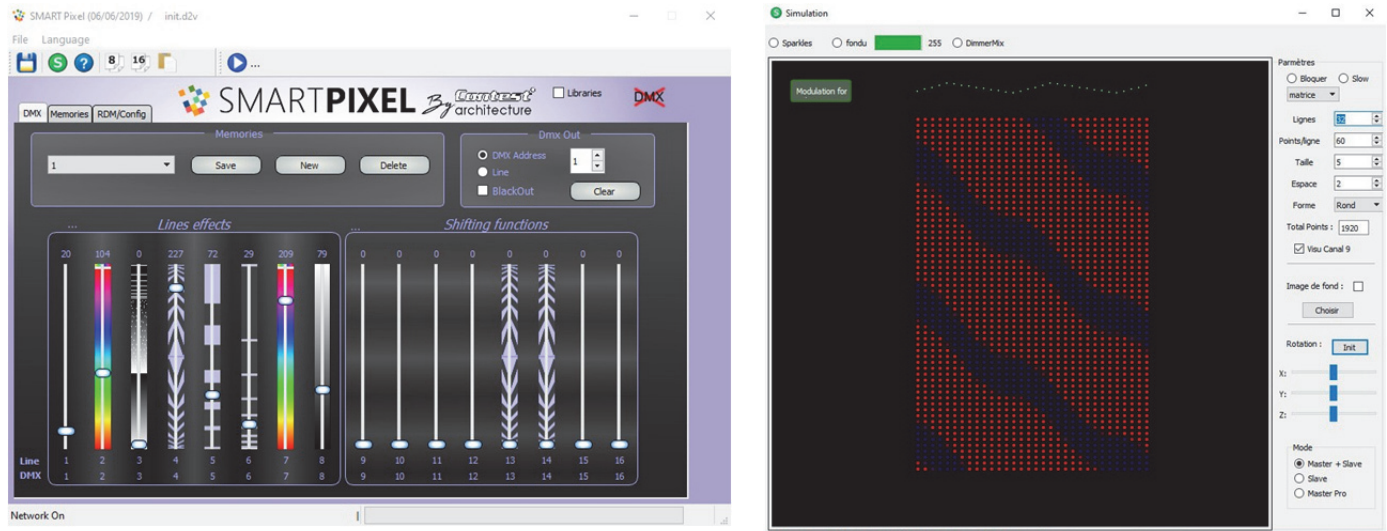 SMART Pixel (06/06/2019) / init.d2v
File Language
S ? 8 16 ...
SMARTPIXEL By Contest architecture
Libraries
DMX
DMX Memories RDM/Config
Memories
1 Save New Delete
Dmx Out
DMX Address 1
Line
BlackOut Clear
... Lines effects
... Shifting functions
20 104 0 227 72 29 209 79 0 0 0 0 0 0 0 0
Line 1 2 3 4 5 6 7 8 9 10 11 12 13 14 15 16
DMX 1 2 3 4 5 6 7 8 9 10 11 12 13 14 15 16
Network On
S Simulation
Sparkles fondu 255 DimmerMix
Modulation for
Parmètres
Bloquer Slow
matrice
Lignes 32
Points/ligne 60
Taille 5
Espace 2
Forme Rond
Total Points : 1920
Visu Canal 9
Image de fond :
Choisir
Rotation : Init
X:
Y:
Z:
Mode
Master + Slave
Slave
Master Pro